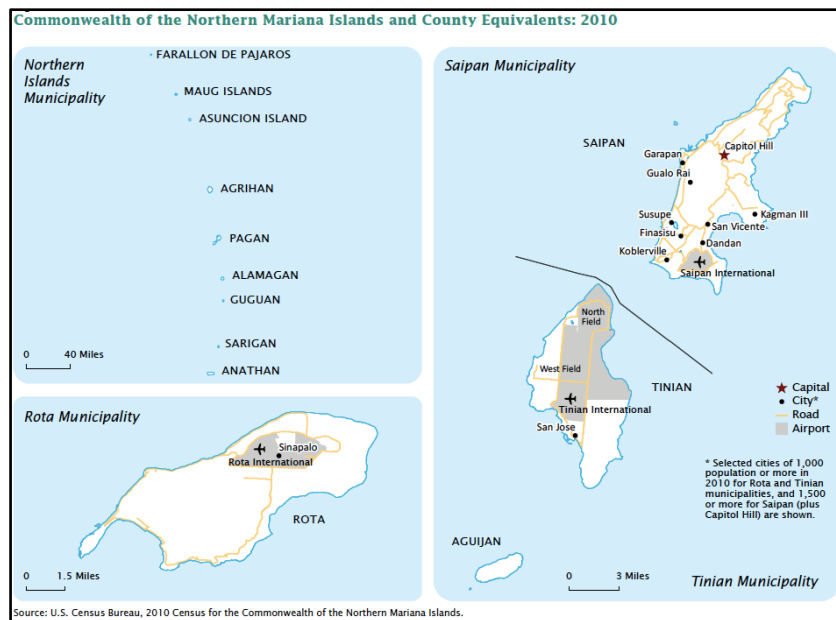 Commonwealth of the Northern Mariana Islands and County Equivalents: 2010
Northern
Islands
Municipality
FARALLON DE PAJAROS
MAUG ISLANDS
ASUNCION ISLAND
AGRIHAN
PAGAN
ALAMAGAN
GUGUAN
SARIGAN
ANATHAN
0 40 Miles
Rota Municipality
Sinapalo
Rota International
ROTA
0 1.5 Miles
Saipan Municipality
SAIPAN
Capitol Hill
Garapan
Gualo Rai
Kagman III
Susupe
San Vicente
Finasisu
Dandan
Koblerville
Saipan International
North
Field
West Field
TINIAN
Tinian International
San Jose
Capital
City*
Road
Airport
* Selected cities of 1,000
population or more in
2010 for Rota and Tinian
municipalities, and 1,500
or more for Saipan (plus
Capitol Hill) are shown.
AGUIJAN
0 3 Miles
Tinian Municipality
Source: U.S. Census Bureau, 2010 Census for the Commonwealth of the Northern Mariana Islands.